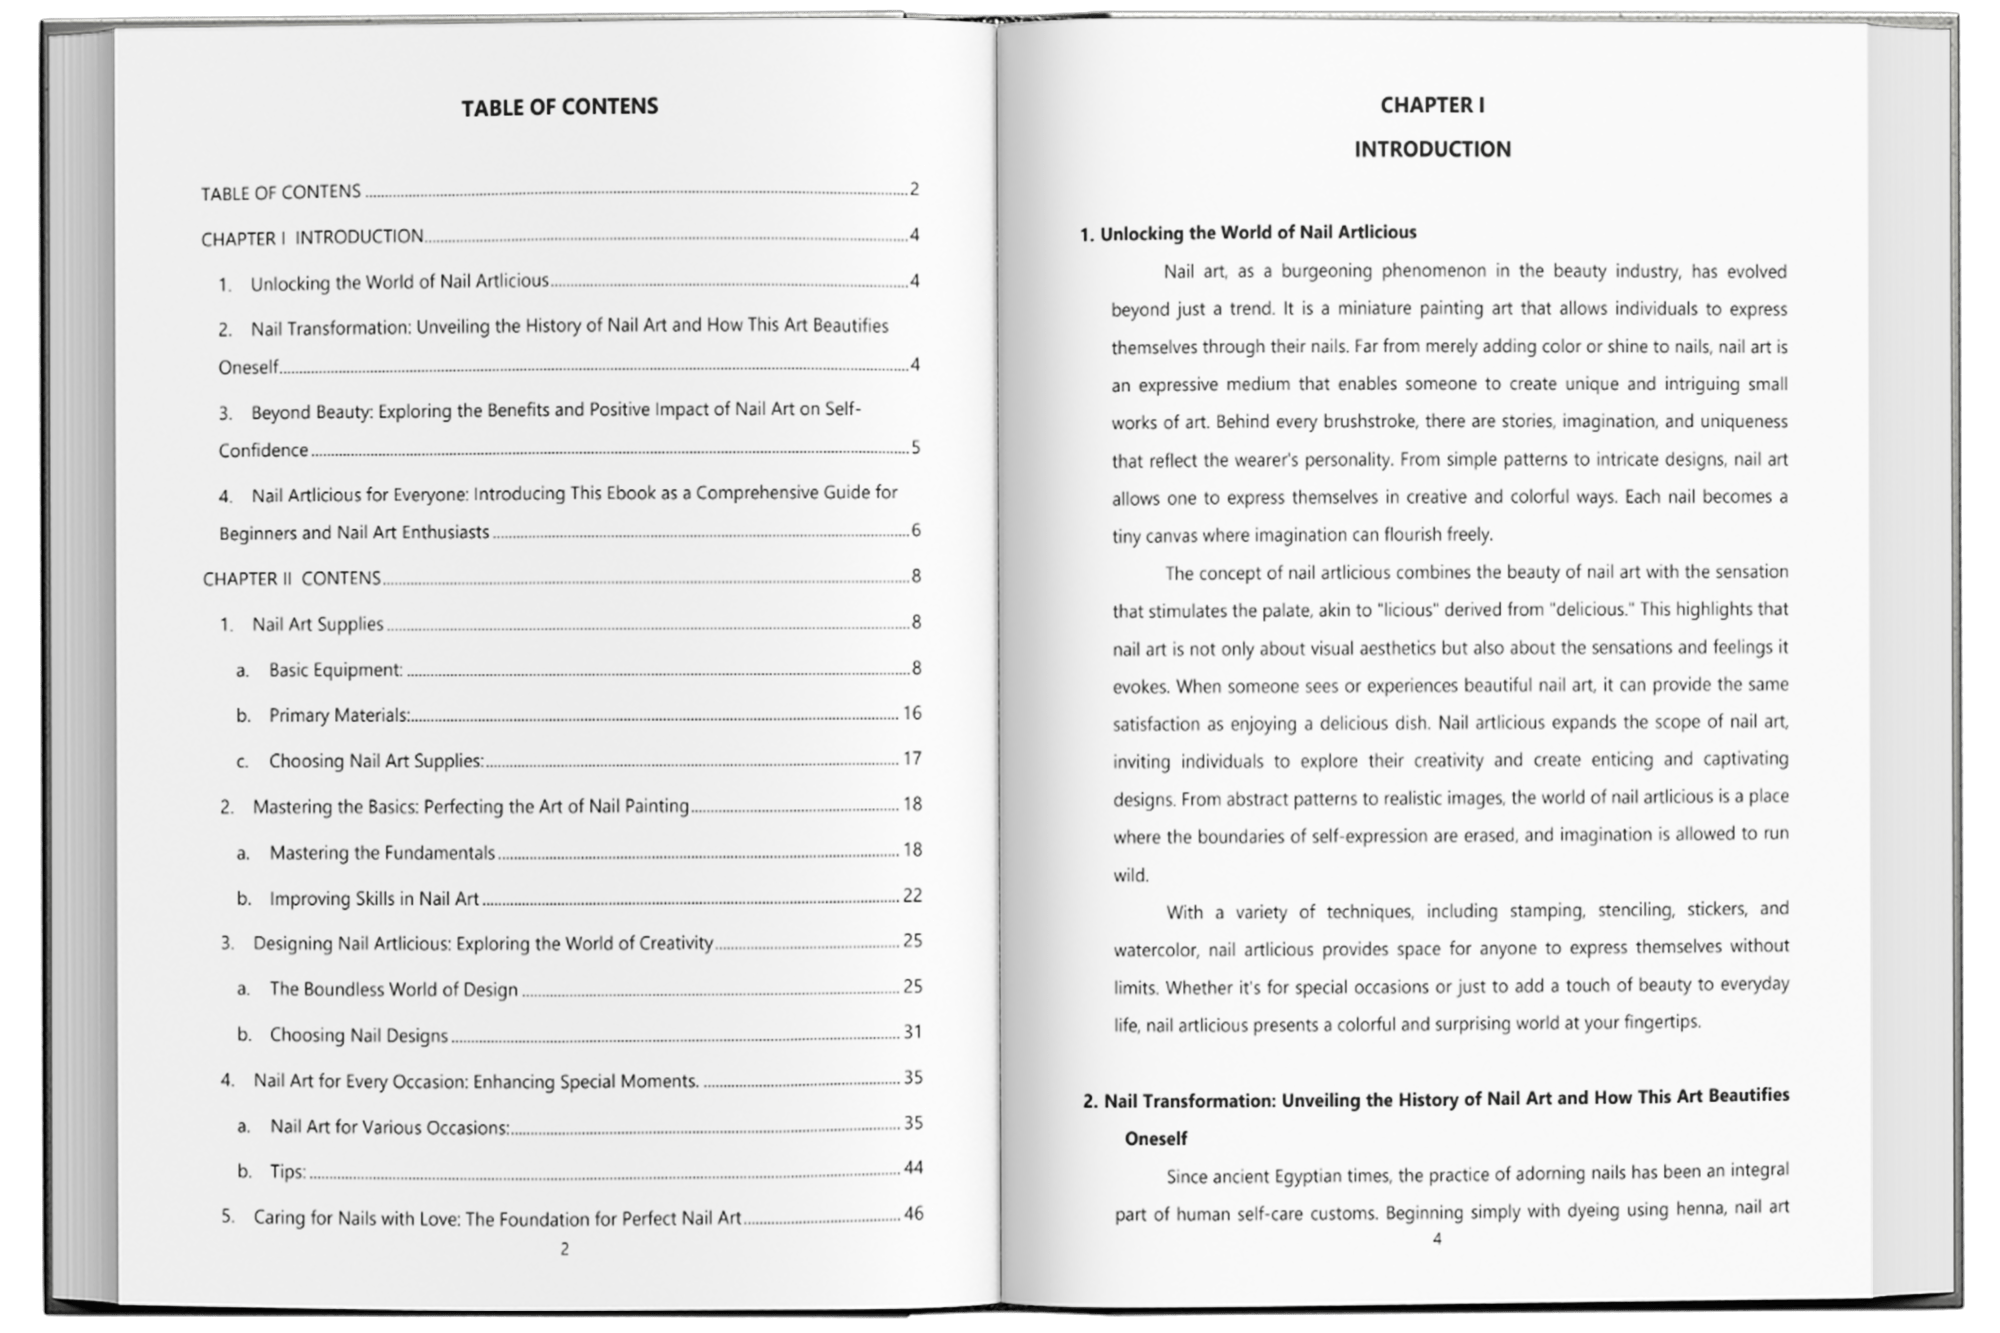 TABLE OF CONTENS
TABLE OF CONTENS ........ 2
CHAPTER I  INTRODUCTION ........ 4
1. Unlocking the World of Nail Artlicious ........ 4
2. Nail Transformation: Unveiling the History of Nail Art and How This Art Beautifies
Oneself ........ 4
3. Beyond Beauty: Exploring the Benefits and Positive Impact of Nail Art on Self-
Confidence ........ 5
4. Nail Artlicious for Everyone: Introducing This Ebook as a Comprehensive Guide for
Beginners and Nail Art Enthusiasts ........ 6
CHAPTER II  CONTENS ........ 8
1. Nail Art Supplies ........ 8
a. Basic Equipment: ........ 8
b. Primary Materials: ........ 16
c. Choosing Nail Art Supplies: ........ 17
2. Mastering the Basics: Perfecting the Art of Nail Painting ........ 18
a. Mastering the Fundamentals ........ 18
b. Improving Skills in Nail Art ........ 22
3. Designing Nail Artlicious: Exploring the World of Creativity ........ 25
a. The Boundless World of Design ........ 25
b. Choosing Nail Designs ........ 31
4. Nail Art for Every Occasion: Enhancing Special Moments. ........ 35
a. Nail Art for Various Occasions: ........ 35
b. Tips: ........ 44
5. Caring for Nails with Love: The Foundation for Perfect Nail Art ........ 46
2
CHAPTER I
INTRODUCTION
1. Unlocking the World of Nail Artlicious
Nail art, as a burgeoning phenomenon in the beauty industry, has evolved
beyond just a trend. It is a miniature painting art that allows individuals to express
themselves through their nails. Far from merely adding color or shine to nails, nail art is
an expressive medium that enables someone to create unique and intriguing small
works of art. Behind every brushstroke, there are stories, imagination, and uniqueness
that reflect the wearer's personality. From simple patterns to intricate designs, nail art
allows one to express themselves in creative and colorful ways. Each nail becomes a
tiny canvas where imagination can flourish freely.
The concept of nail artlicious combines the beauty of nail art with the sensation
that stimulates the palate, akin to "licious" derived from "delicious." This highlights that
nail art is not only about visual aesthetics but also about the sensations and feelings it
evokes. When someone sees or experiences beautiful nail art, it can provide the same
satisfaction as enjoying a delicious dish. Nail artlicious expands the scope of nail art,
inviting individuals to explore their creativity and create enticing and captivating
designs. From abstract patterns to realistic images, the world of nail artlicious is a place
where the boundaries of self-expression are erased, and imagination is allowed to run
wild.
With a variety of techniques, including stamping, stenciling, stickers, and
watercolor, nail artlicious provides space for anyone to express themselves without
limits. Whether it's for special occasions or just to add a touch of beauty to everyday
life, nail artlicious presents a colorful and surprising world at your fingertips.
2. Nail Transformation: Unveiling the History of Nail Art and How This Art Beautifies
Oneself
Since ancient Egyptian times, the practice of adorning nails has been an integral
part of human self-care customs. Beginning simply with dyeing using henna, nail art
4